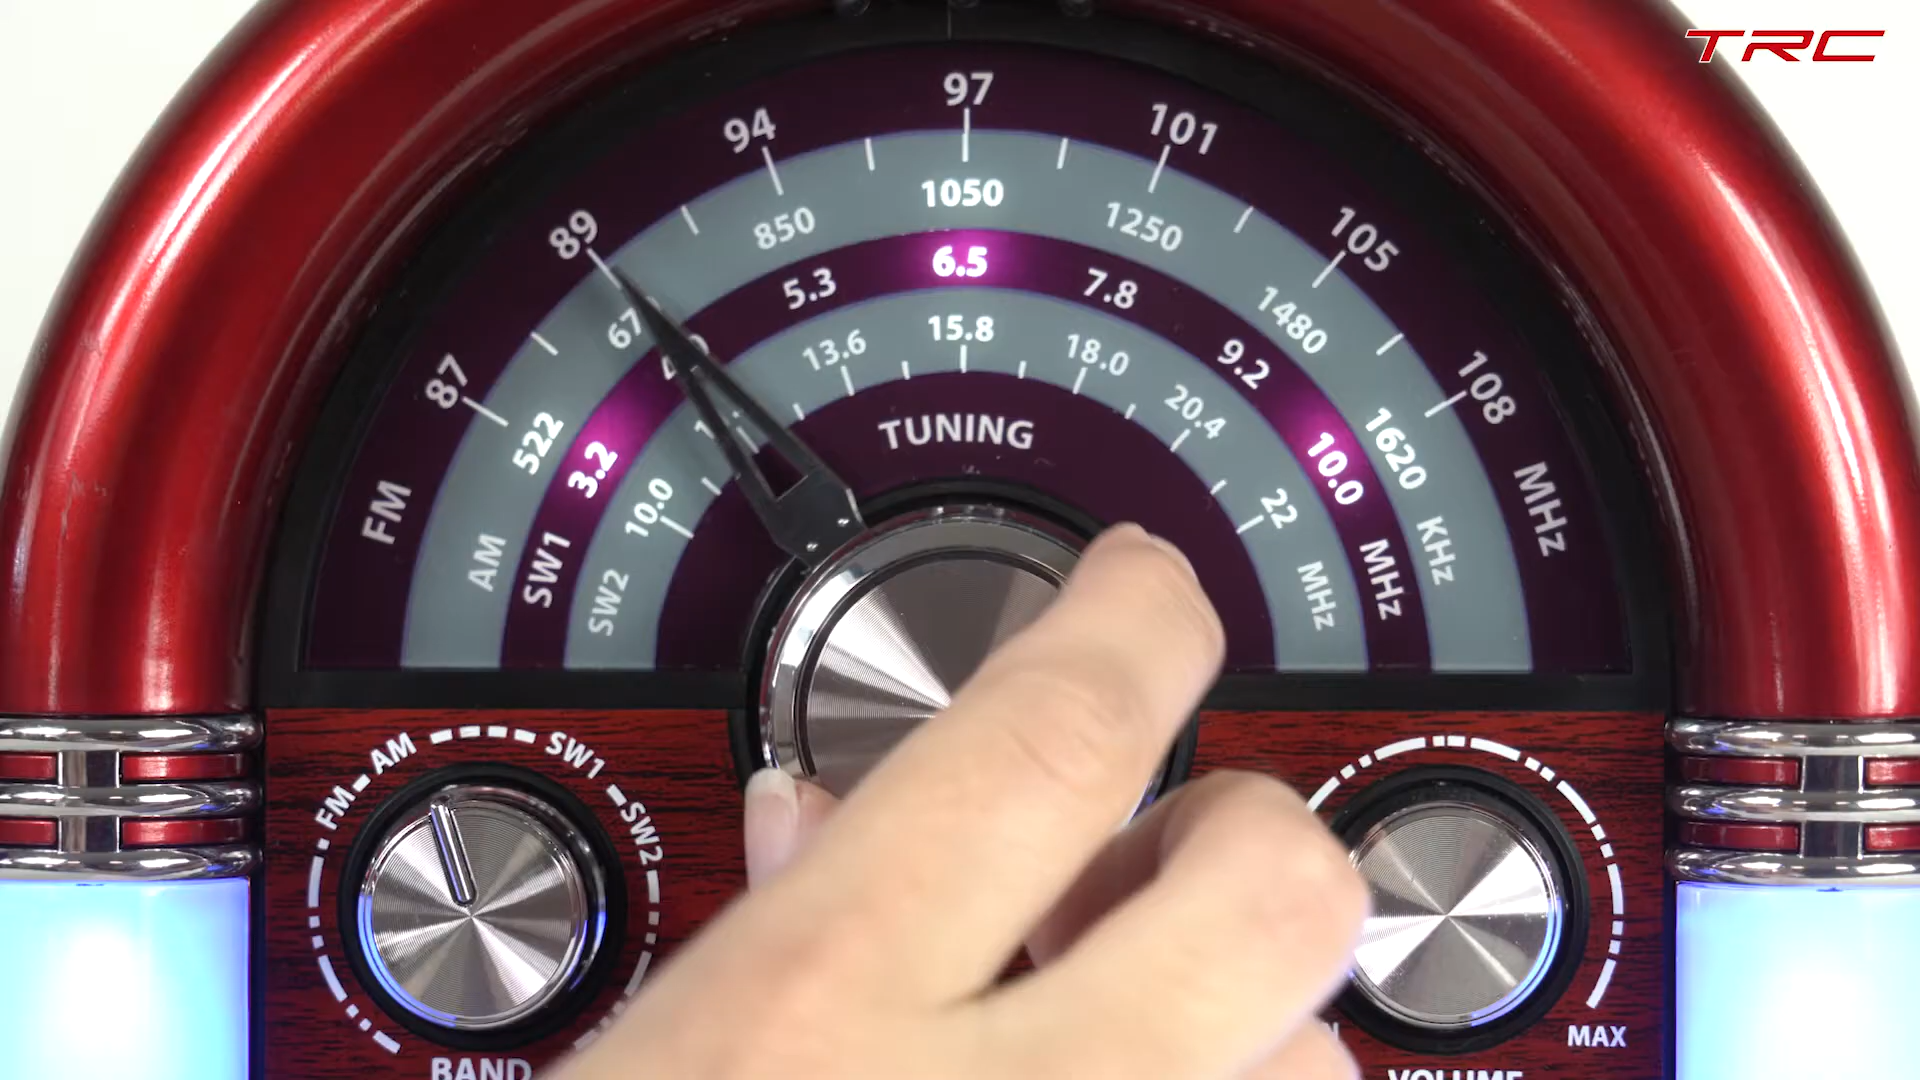 TRC
FM 87 89 94 97 101 105 108 MHz
AM 522 850 1050 1250 1480 1620 KHz
SW1 3.2 5.3 6.5 7.8 9.2 10.0 MHz
SW2 10.0 13.6 15.8 18.0 20.4 22 MHz
TUNING
FM AM SW1 SW2
BAND
MAX
VOLUME